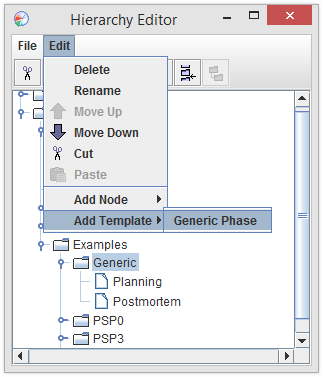 Hierarchy Editor
File Edit
Delete
Rename
Move Up
Move Down
Cut
Paste
Add Node
Add Template
Generic Phase
Examples
Generic
Planning
Postmortem
PSP0
PSP3